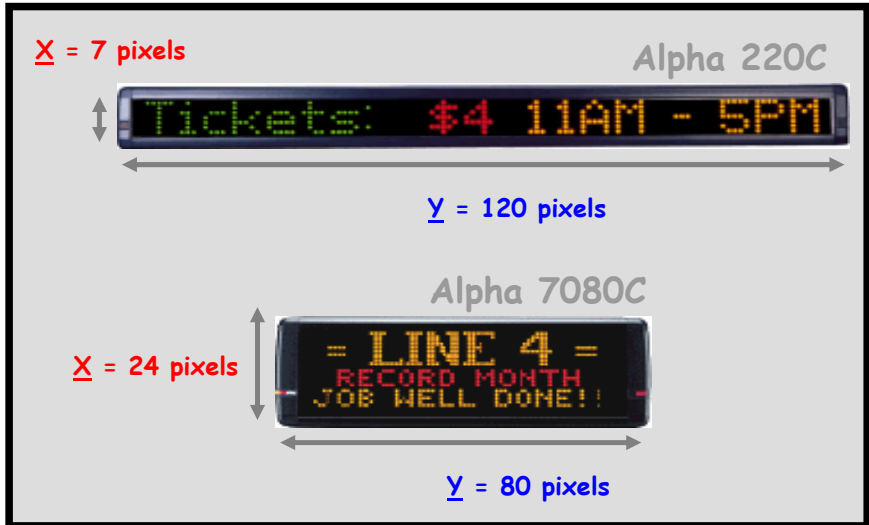 X = 7 pixels
Alpha 220C
Tickets: $4 11AM - 5PM
Y = 120 pixels
Alpha 7080C
= LINE 4 =
X = 24 pixels
RECORD MONTH
JOB WELL DONE!!
Y = 80 pixels